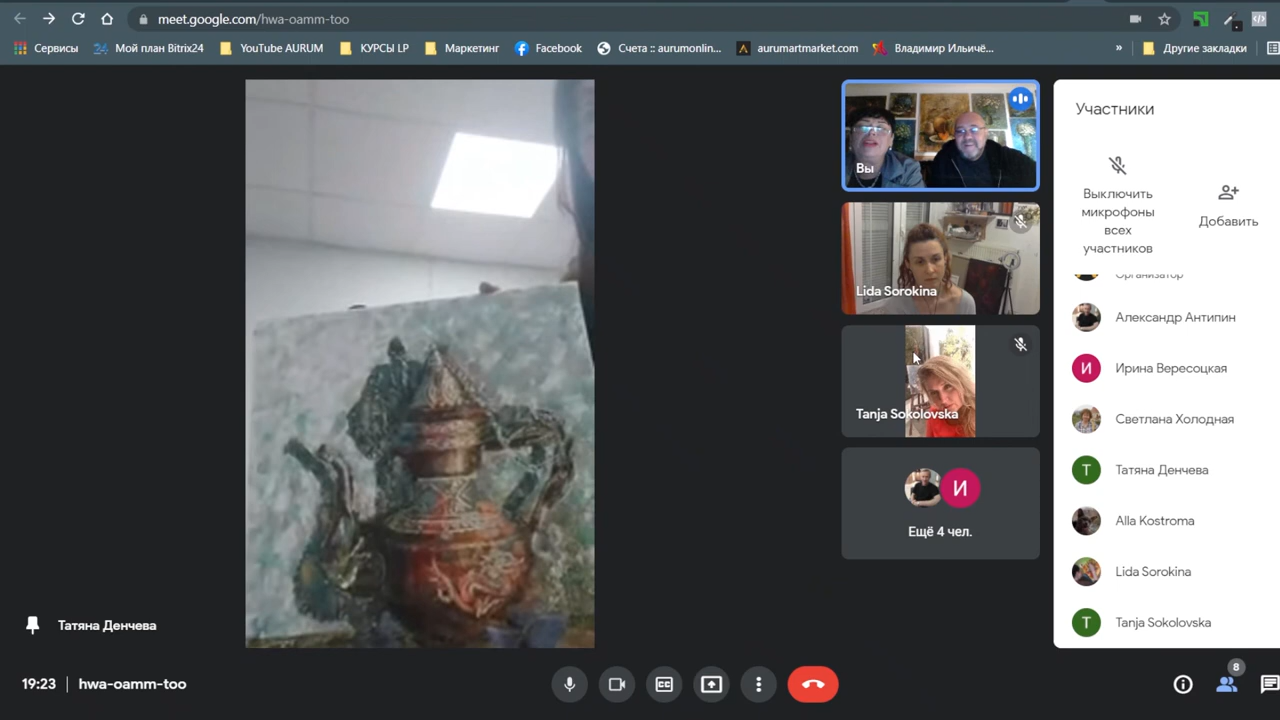 meet.google.com/hwa-oamm-too
Сервисы
24
Мой план Bitrix24
YouTube AURUM
КУРСЫ LP
Маркетинг
Facebook
Счета :: aurumonlin...
aurumartmarket.com
Владимир Ильичё...
»
Другие закладки
Вы
Lida Sorokina
Tanja Sokolovska
И
Ещё 4 чел.
Татяна Денчева
Участники
Выключить
микрофоны
всех
участников
Добавить
Организатор
Александр Антипин
И
Ирина Вересоцкая
Светлана Холодная
Т
Татяна Денчева
Alla Kostroma
Lida Sorokina
T
Tanja Sokolovska
19:23 | hwa-oamm-too
8